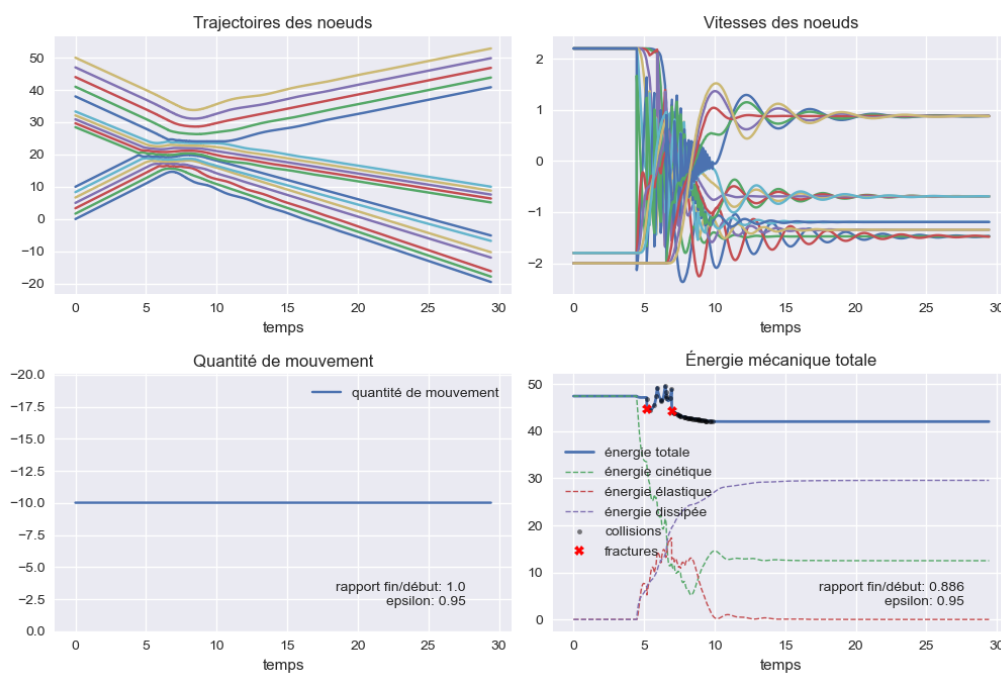 Trajectoires des noeuds
50
40
30
20
10
0
−10
−20
0 5 10 15 20 25 30
temps
Vitesses des noeuds
2
1
0
−1
−2
0 5 10 15 20 25 30
temps
Quantité de mouvement
−20.0
−17.5
−15.0
−12.5
−10.0
−7.5
−5.0
−2.5
0.0
quantité de mouvement
rapport fin/début: 1.0
epsilon: 0.95
0 5 10 15 20 25 30
temps
Énergie mécanique totale
50
40
30
20
10
0
énergie totale
énergie cinétique
énergie élastique
énergie dissipée
collisions
fractures
rapport fin/début: 0.886
epsilon: 0.95
0 5 10 15 20 25 30
temps